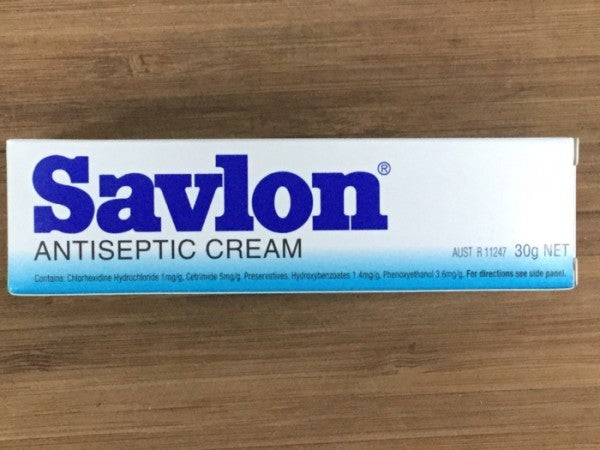 Savlon®
ANTISEPTIC CREAM
AUST R 11247 30g NET
Contains: Chlorhexidine Hydrochloride 1mg/g, Cetrimide 5mg/g. Preservatives. Hydroxybenzoates 1.4mg/g, Phenoxyethanol 3.6mg/g. For directions see side panel.